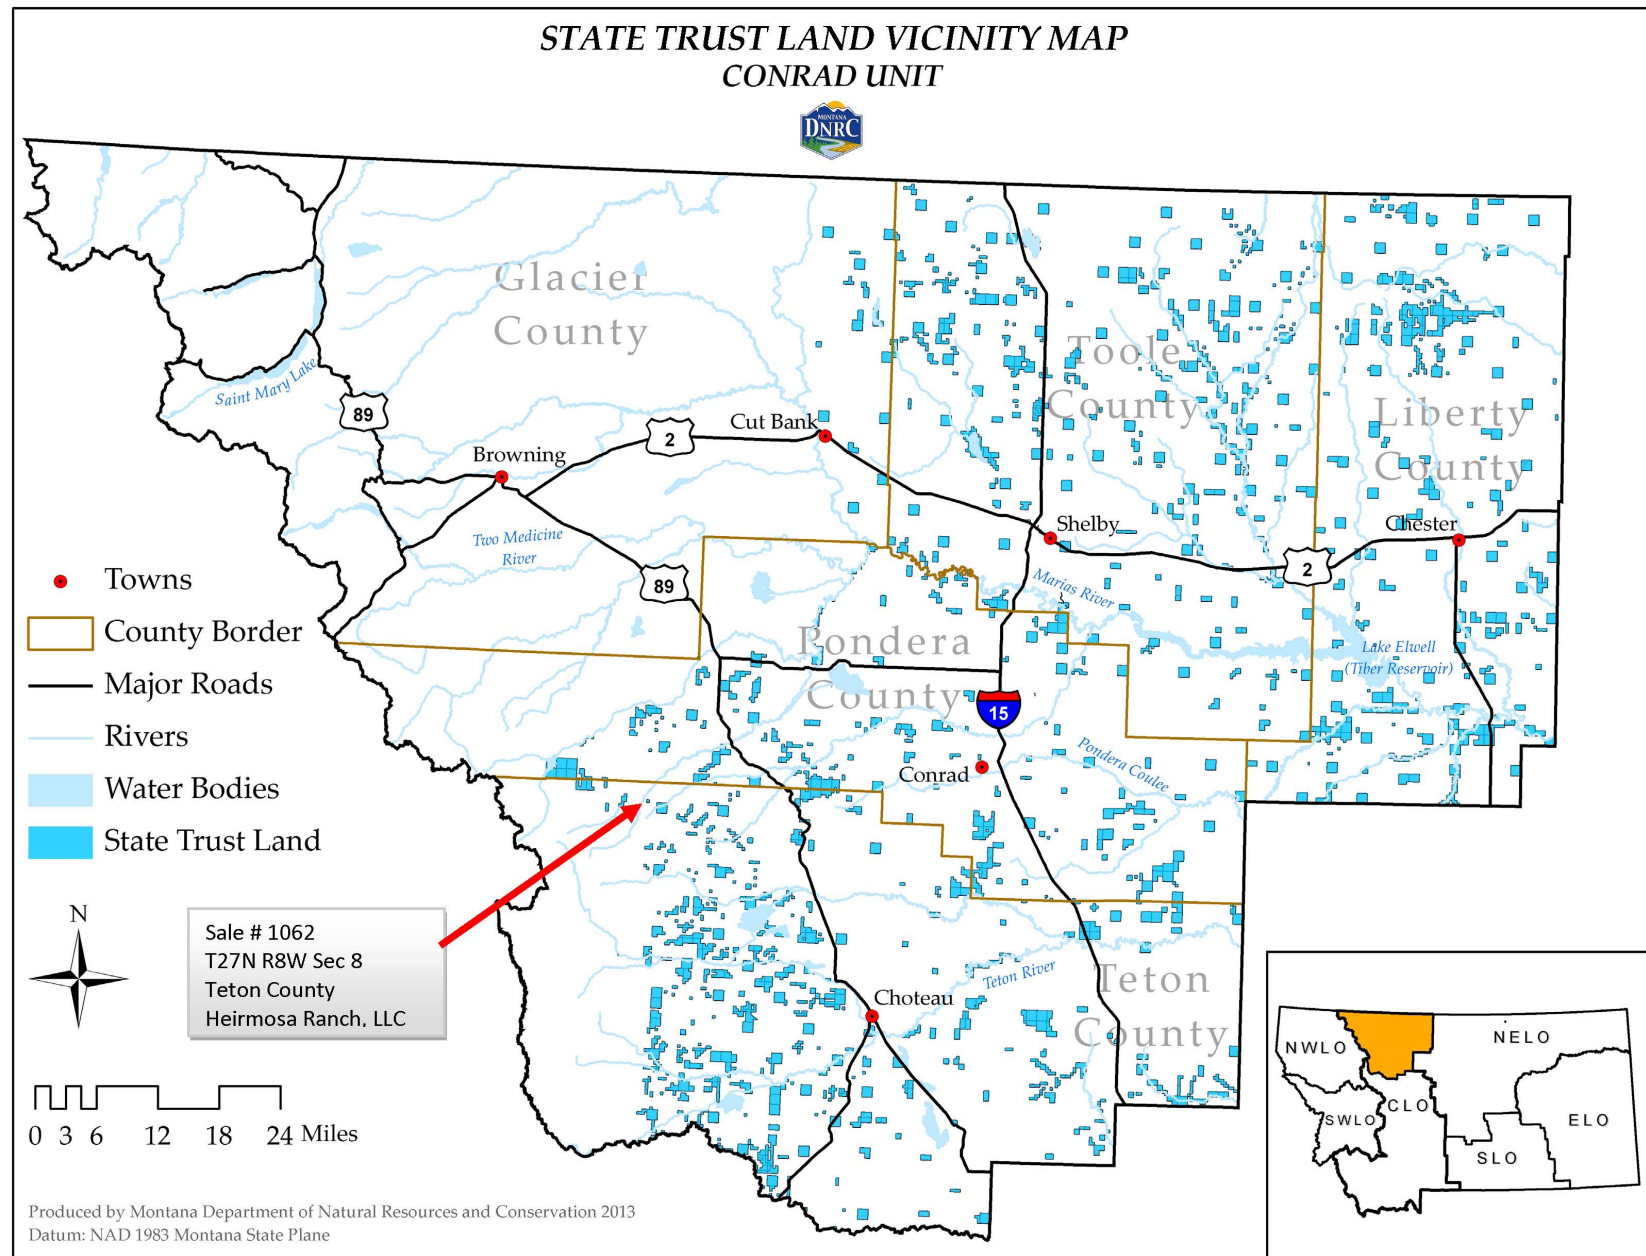 STATE TRUST LAND VICINITY MAP
CONRAD UNIT
MONTANA
DNRC
Glacier
County
Toole
County
Liberty
County
Saint Mary Lake
89
2
Cut Bank
Browning
Two Medicine
River
Shelby
Chester
2
89
Marias River
Pondera
County
Lake Elwell
(Tiber Reservoir)
15
Conrad
Pondera Coulee
Towns
County Border
Major Roads
Rivers
Water Bodies
State Trust Land
N
Sale # 1062
T27N R8W Sec 8
Teton County
Heirmosa Ranch, LLC
Teton River
Teton
County
Choteau
0 3 6 12 18 24 Miles
NWLO
NELO
SWLO
CLO
SLO
ELO
Produced by Montana Department of Natural Resources and Conservation 2013
Datum: NAD 1983 Montana State Plane